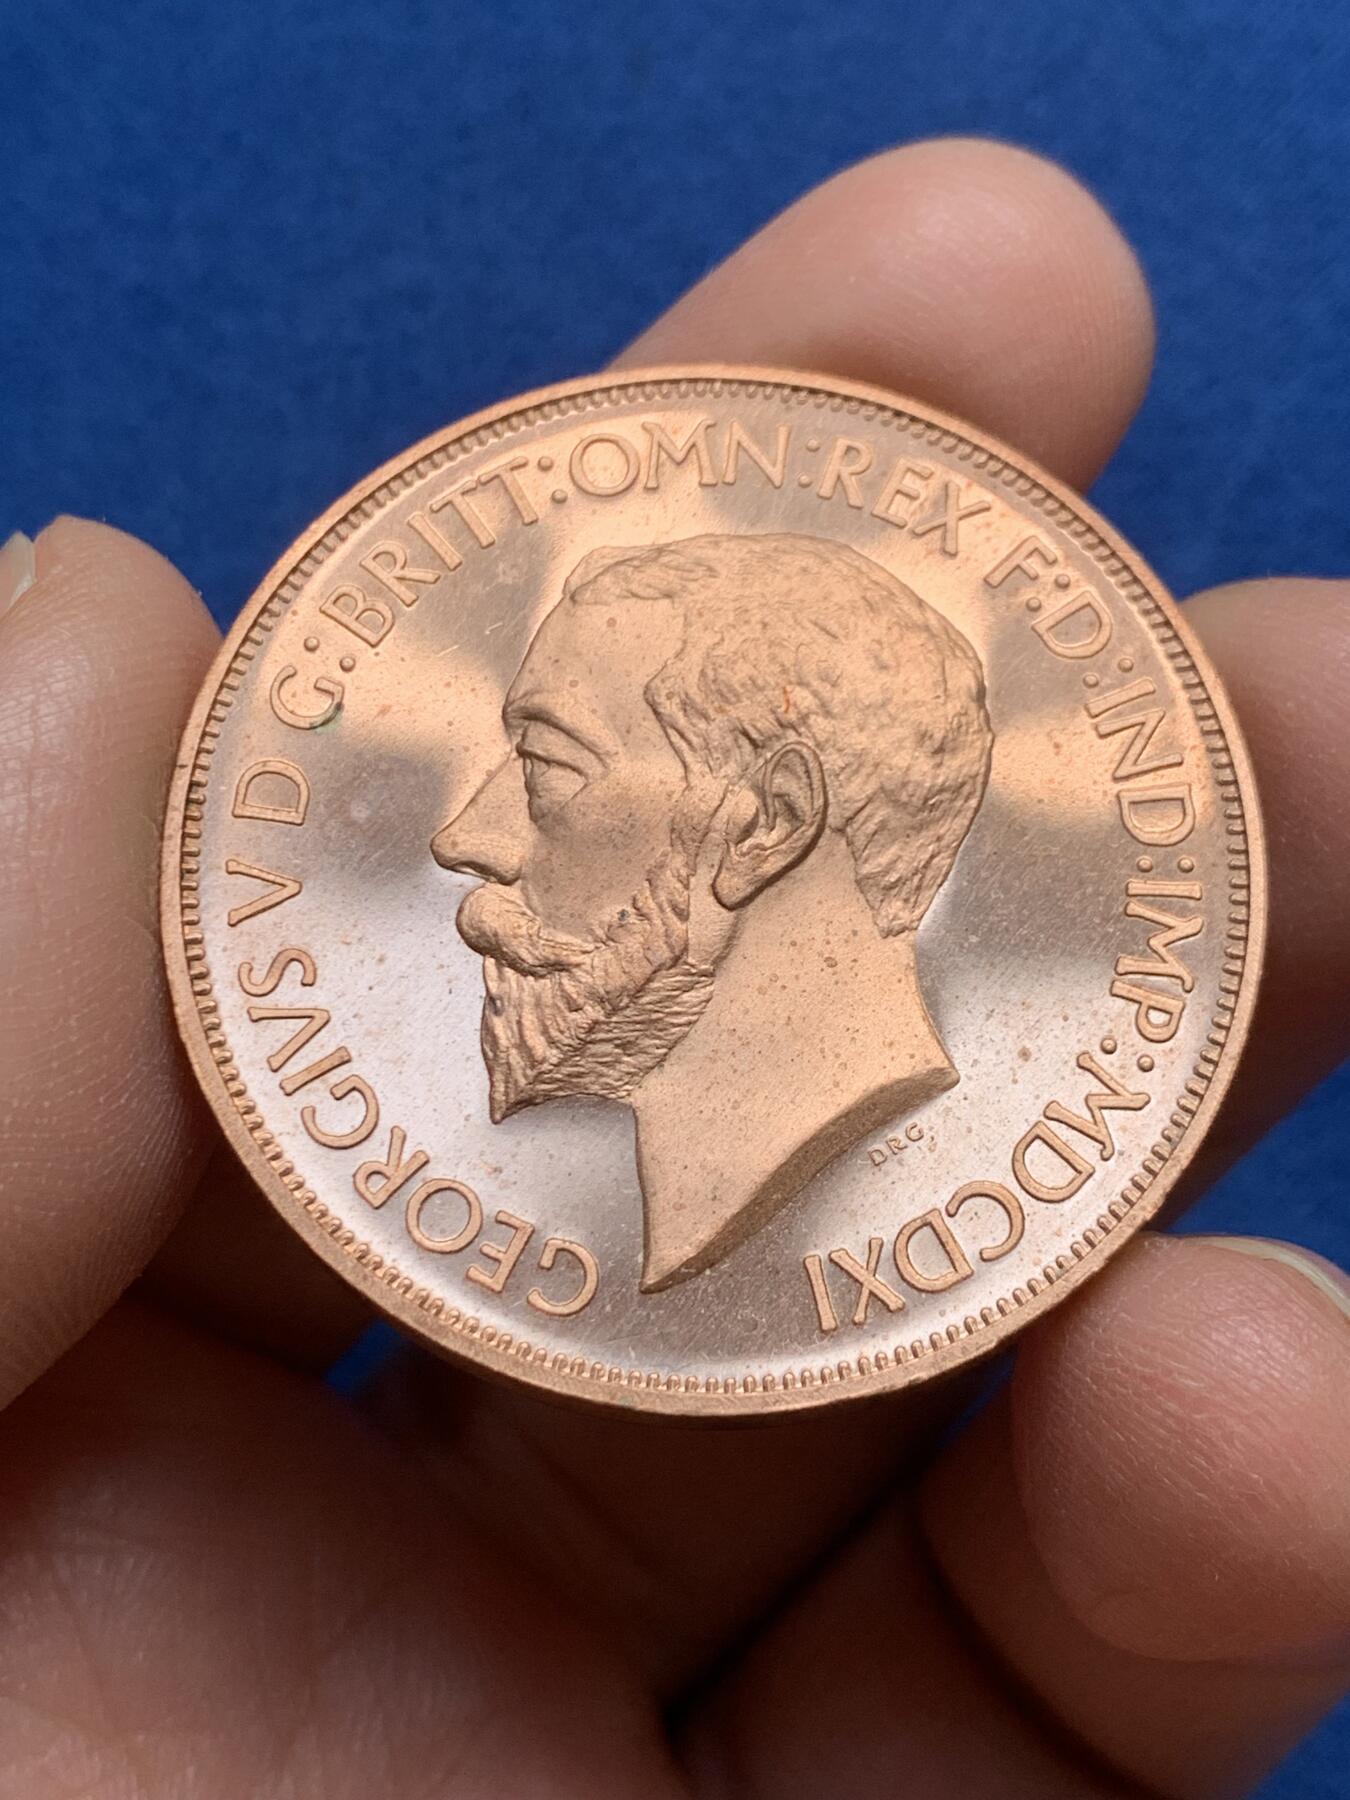 GEORGIVS V D G:BRITT:OMN:REX F:D:IND:IMP:MDCDXI
DRG,